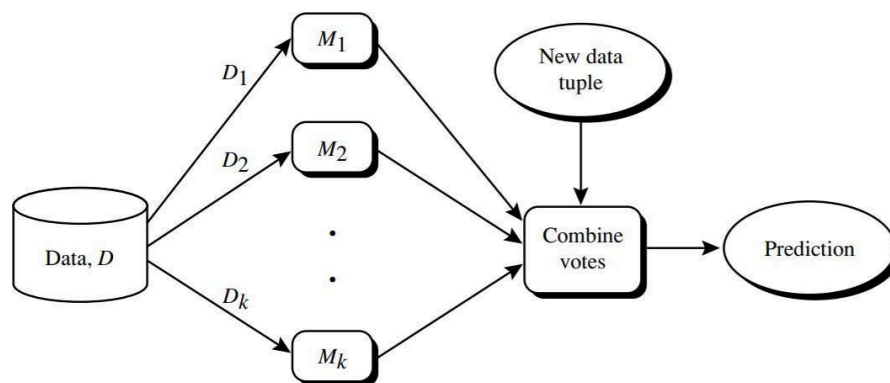 M1
New data
tuple
D1
D2
M2
Data, D
Combine
votes
Prediction
Dk
Mk